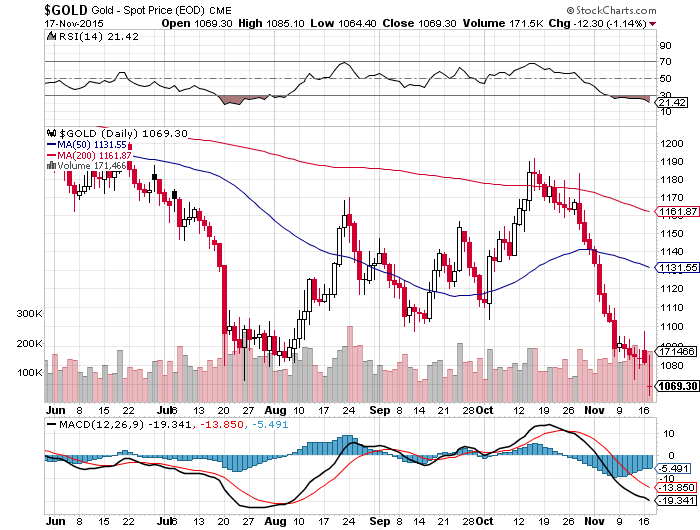 $GOLD Gold - Spot Price (EOD) CME © StockCharts.com
17-Nov-2015 Open 1069.30 High 1085.10 Low 1064.40 Close 1069.30 Volume 171.5K Chg -12.30 (-1.14%)
RSI(14) 21.42
90
70
50
30
21.42
10
$GOLD (Daily) 1069.30
MA(50) 1131.55
MA(200) 1161.87
Volume 171,466
1200
1190
1180
1170
1161.87
1150
1140
1131.55
1120
1110
1100
1090
171466
1080
1069.30
300K
200K
100K
Jun 8 15 22 Jul 6 13 20 27 Aug 10 17 24 Sep 8 14 21 28 Oct 12 19 26 Nov 9 16
MACD(12,26,9) -19.341, -13.850, -5.491
10
0
-5.491
-13.850
-19.341
Jun 8 15 22 Jul 6 13 20 27 Aug 10 17 24 Sep 8 14 21 28 Oct 12 19 26 Nov 9 16